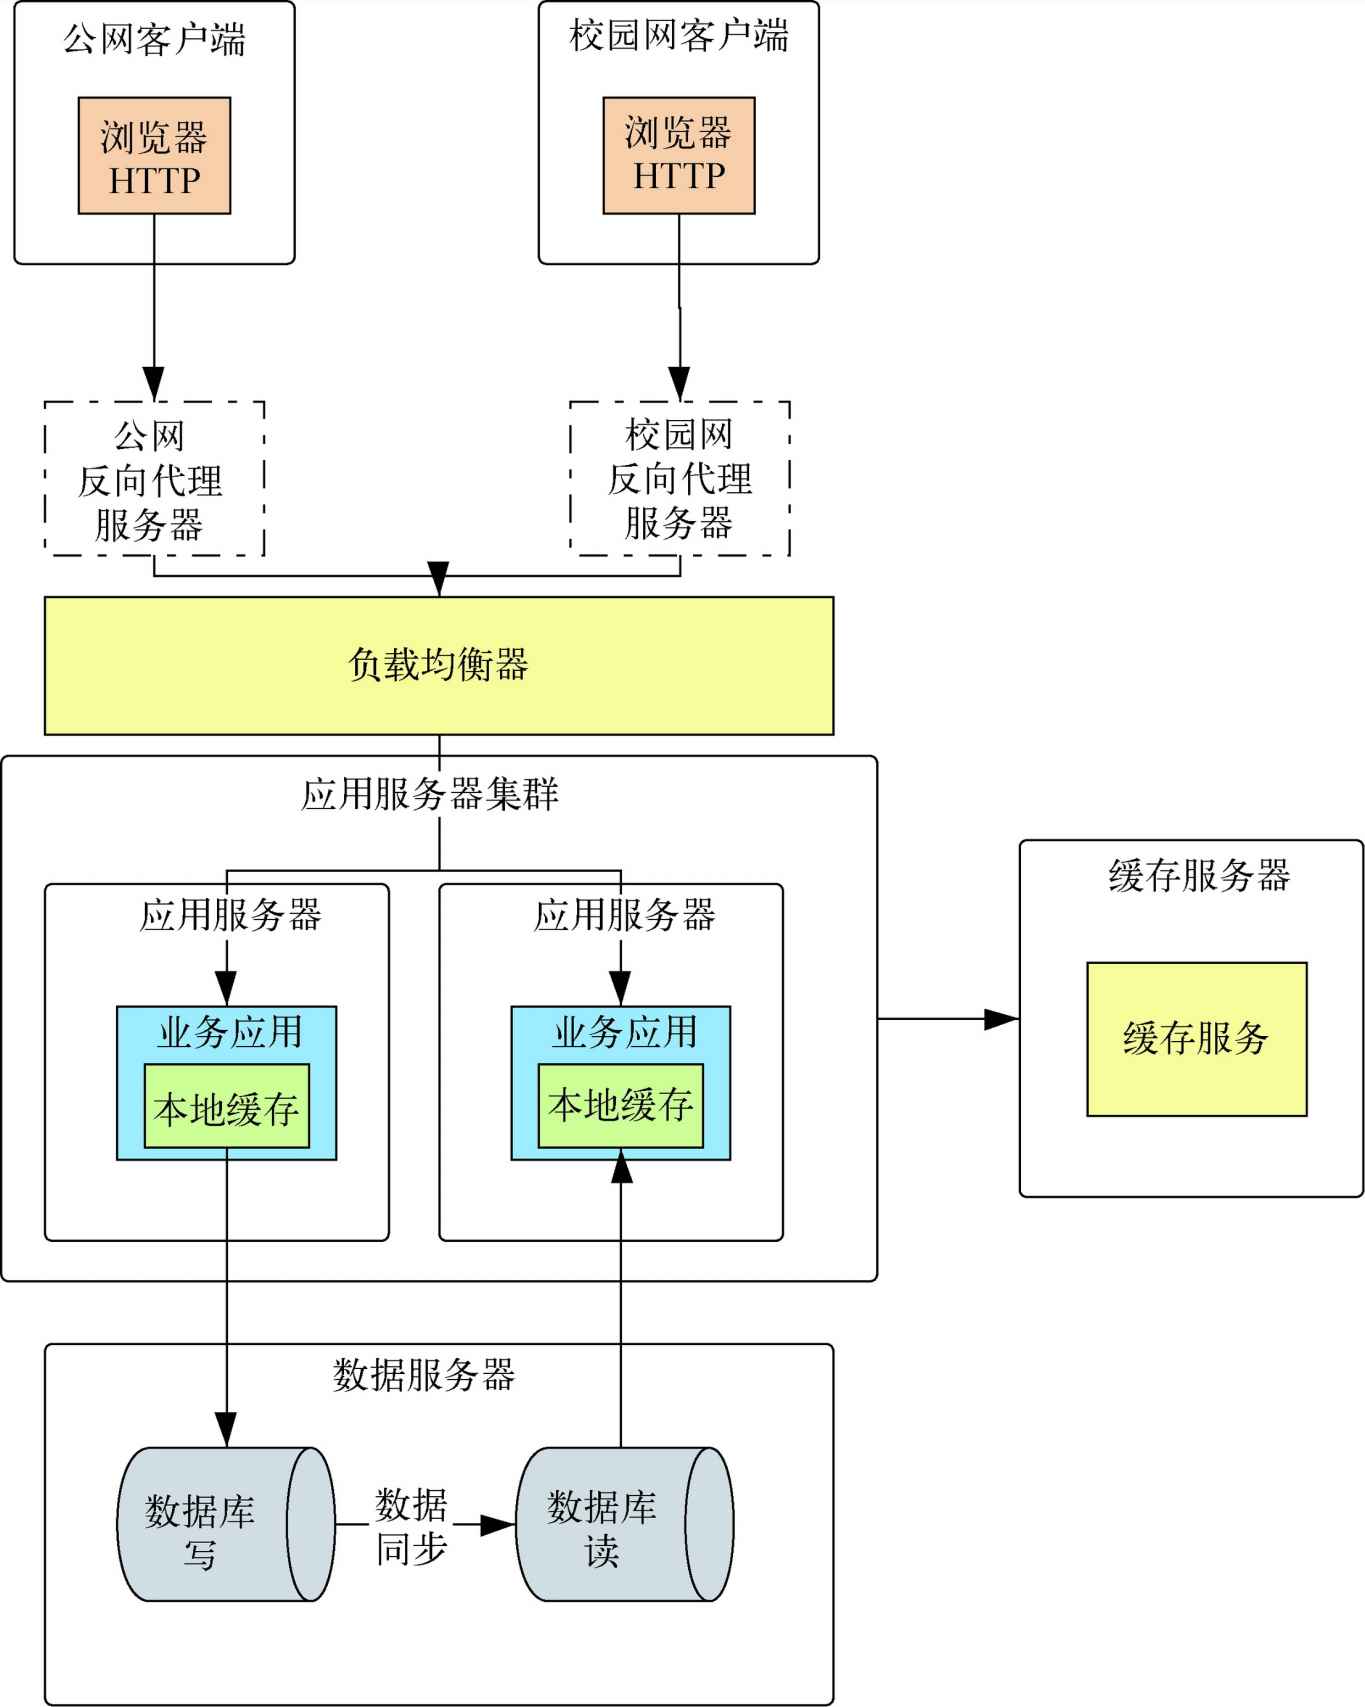 公网客户端
校园网客户端
浏览器
HTTP
浏览器
HTTP
公网
反向代理
服务器
校园网
反向代理
服务器
负载均衡器
应用服务器集群
应用服务器
应用服务器
缓存服务器
业务应用
本地缓存
业务应用
本地缓存
缓存服务
数据服务器
数据库
写
数据
同步
数据库
读